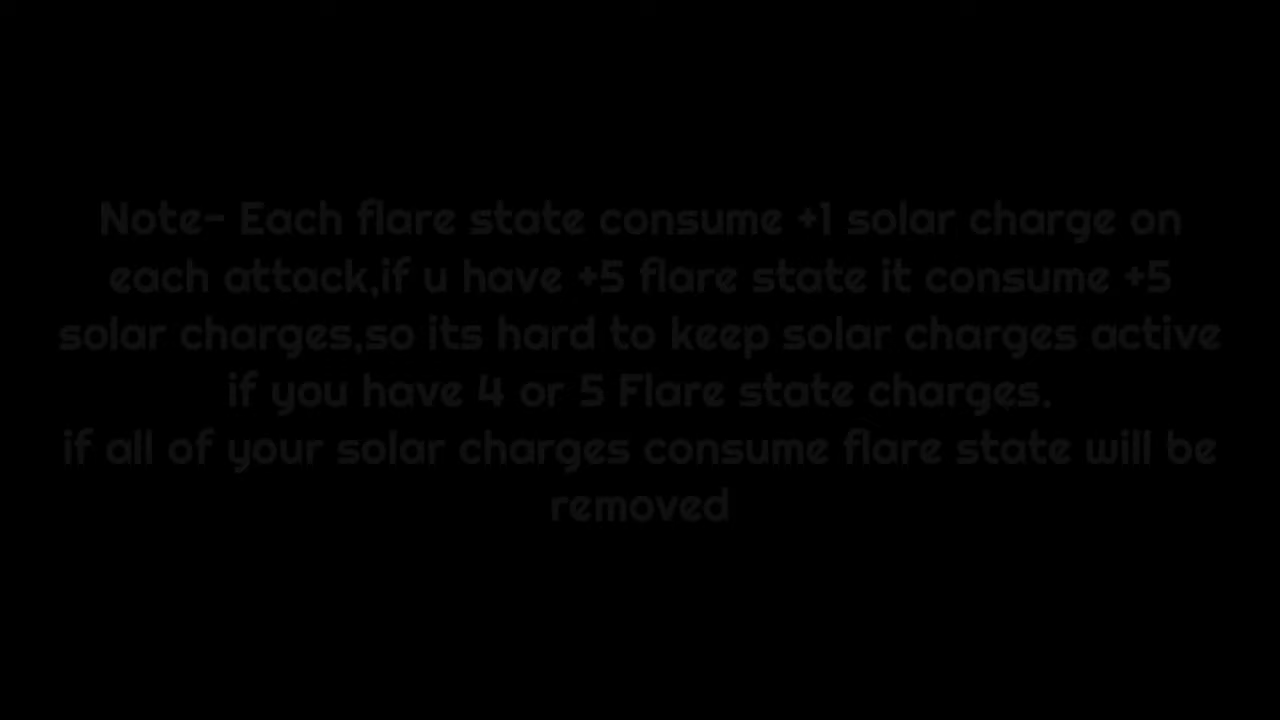 Note- Each flare state consume +1 solar charge on
each attack,if u have +5 flare state it consume +5
solar charges,so its hard to keep solar charges active
if you have 4 or 5 Flare state charges.
if all of your solar charges consume flare state will be
removed